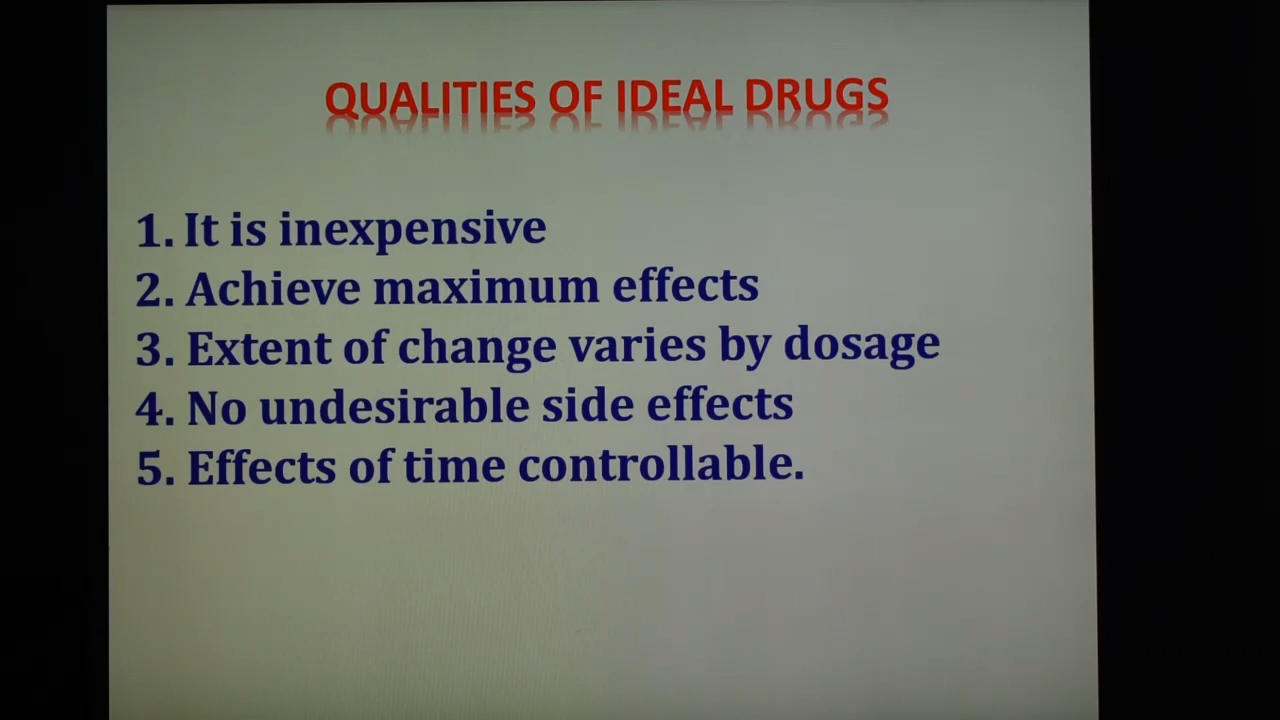 QUALITIES OF IDEAL DRUGS
1. It is inexpensive
2. Achieve maximum effects
3. Extent of change varies by dosage
4. No undesirable side effects
5. Effects of time controllable.